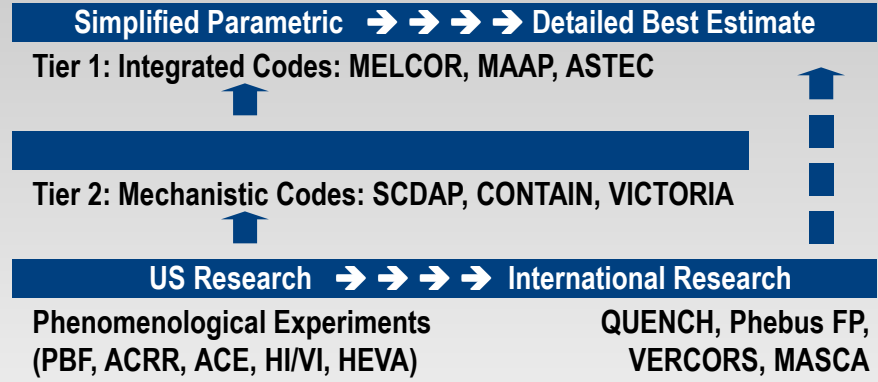 Simplified Parametric → → → → Detailed Best Estimate
Tier 1: Integrated Codes: MELCOR, MAAP, ASTEC
Tier 2: Mechanistic Codes: SCDAP, CONTAIN, VICTORIA
US Research → → → → International Research
Phenomenological Experiments
(PBF, ACRR, ACE, HI/VI, HEVA)
QUENCH, Phebus FP,
VERCORS, MASCA